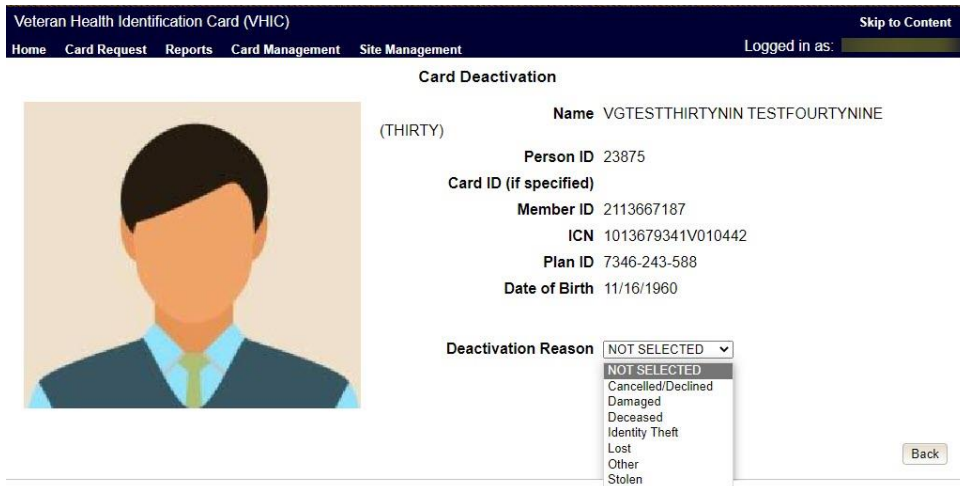 Veteran Health Identification Card (VHIC)
Skip to Content
Home Card Request Reports Card Management Site Management
Logged in as:
Card Deactivation
Name VGTESTTHIRTYNIN TESTFOURTYNINE
(THIRTY)
Person ID 23875
Card ID (if specified)
Member ID 2113667187
ICN 1013679341V010442
Plan ID 7346-243-588
Date of Birth 11/16/1960
Deactivation Reason NOT SELECTED
NOT SELECTED
Cancelled/Declined
Damaged
Deceased
Identity Theft
Lost
Other
Stolen
Back